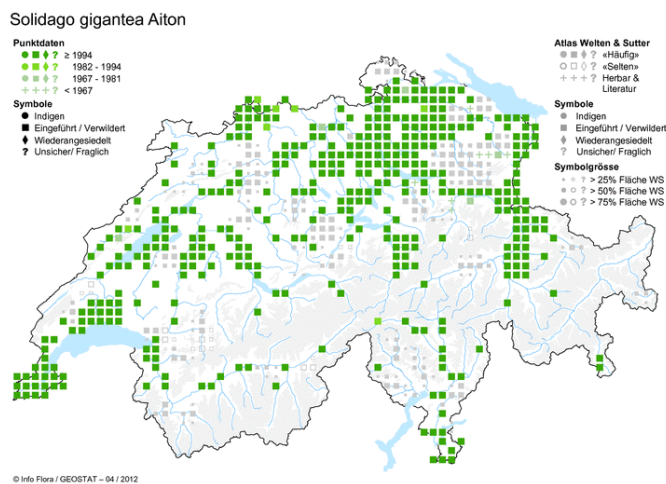 Solidago gigantea Aiton
Punktdaten
? ≥ 1994
? 1982 - 1994
? 1967 - 1981
+++? < 1967
Symbole
Indigen
Eingeführt / Verwildert
Wiederangesiedelt
? Unsicher/ Fraglich
Atlas Welten & Sutter
? «Häufig»
? «Selten»
+++? Herbar &
Literatur
Symbole
Indigen
Eingeführt / Verwildert
Wiederangesiedelt
? Unsicher/ Fraglich
Symbolgrösse
? > 25% Fläche WS
? > 50% Fläche WS
? > 75% Fläche WS
© Info Flora / GEOSTAT – 04 / 2012